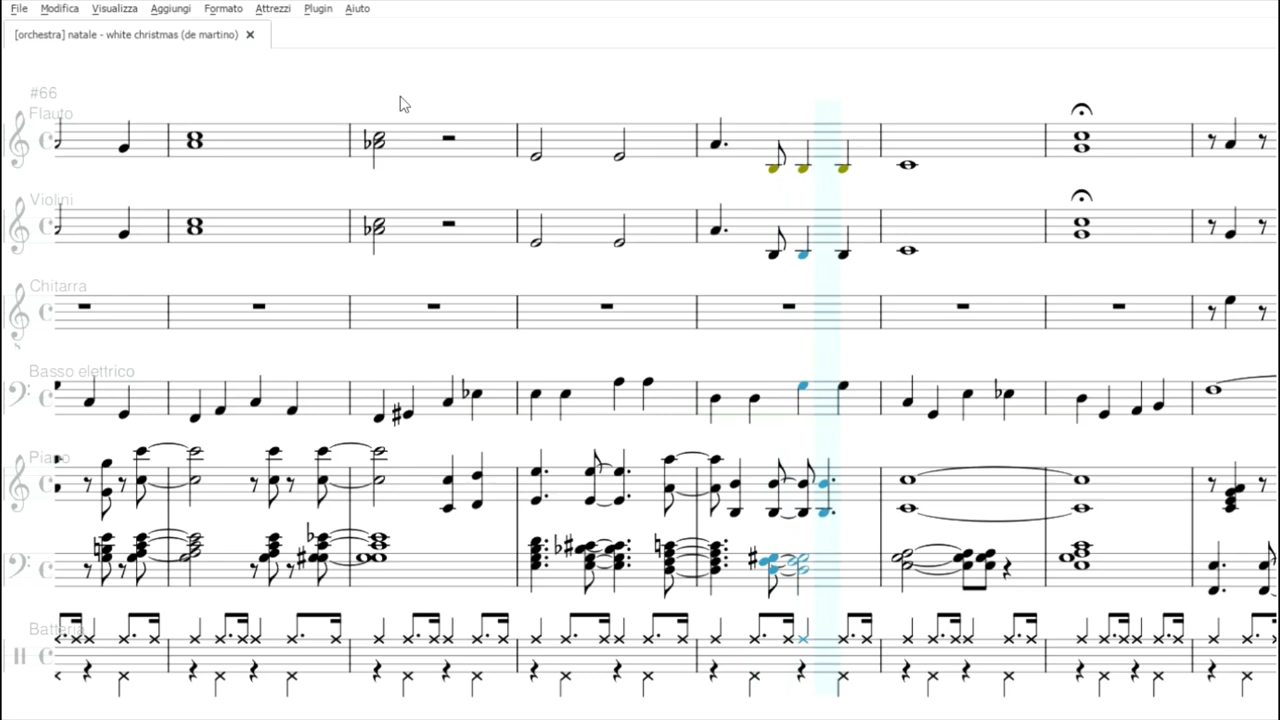 File Modifica Visualizza Aggiungi Formato Attrezzi Plugin Aiuto
[orchestra] natale - white christmas (de martino)
#66
Flauto
Violini
Chitarra
Basso elettrico
Piano
Batteria